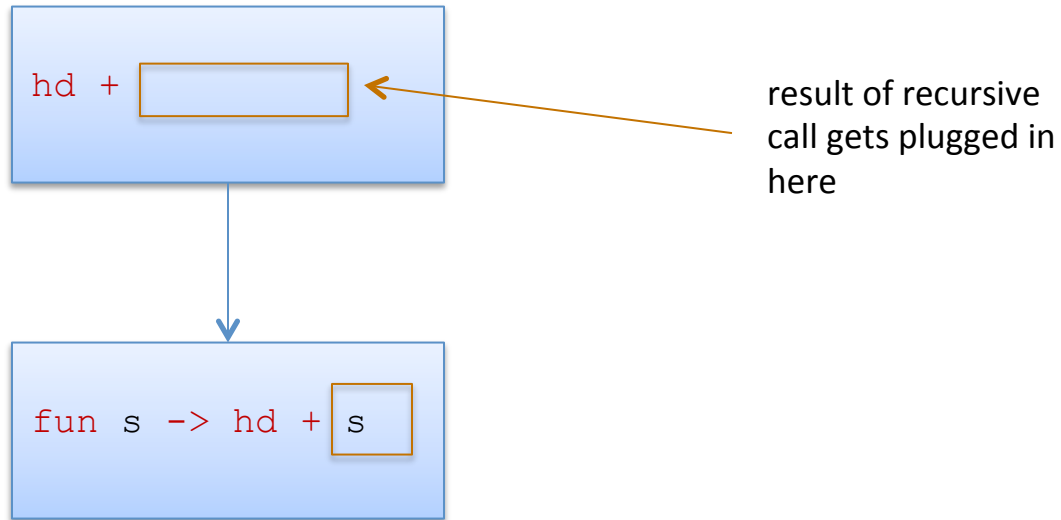 hd +
result of recursive
call gets plugged in
here
fun s -> hd + s